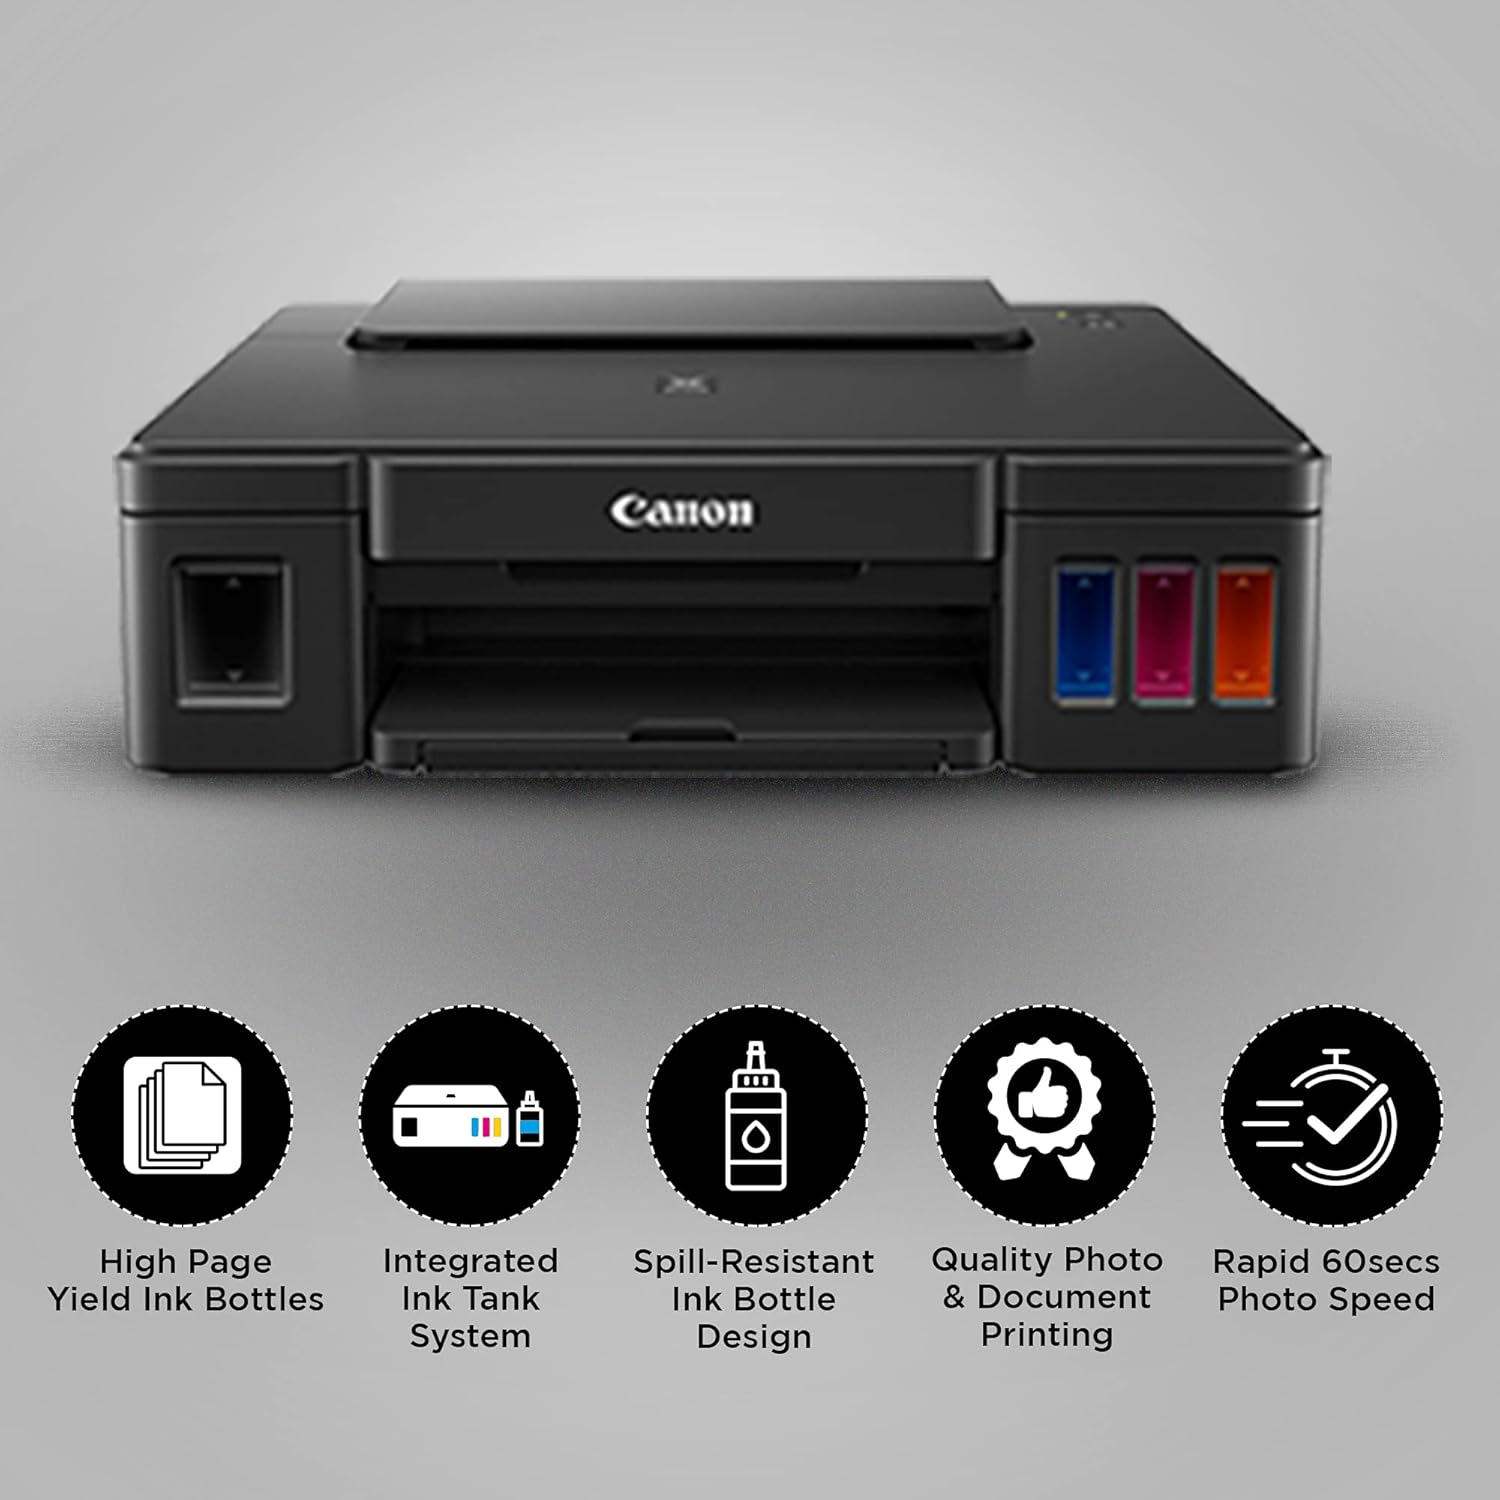 Canon
High Page
Yield Ink Bottles
Integrated
Ink Tank
System
Spill-Resistant
Ink Bottle
Design
Quality Photo
& Document
Printing
Rapid 60secs
Photo Speed